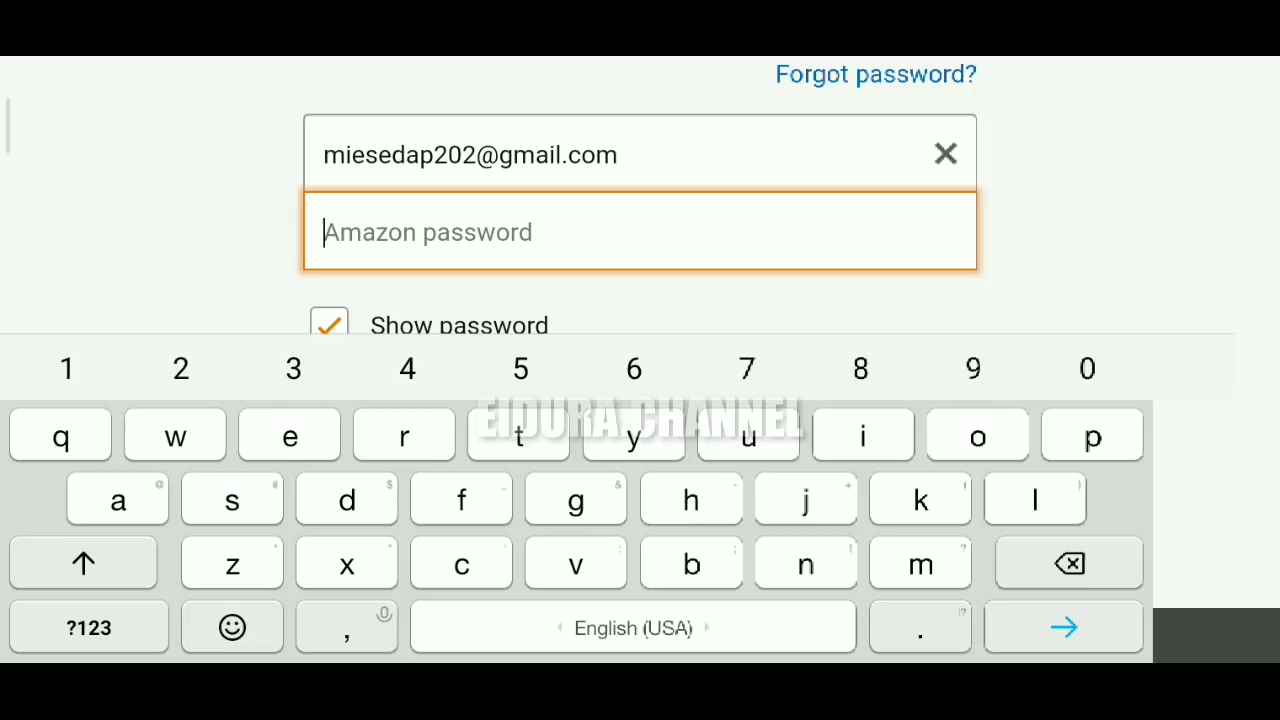 Forgot password?
miesedap202@gmail.com
Amazon password
Show password
1 2 3 4 5 6 7 8 9 0
EIDURA CHANNEL
q w e r t y u i o p
@ # $ _ & - + ( )
a s d f g h j k l
z x c v b n m
?123 , English (USA) .